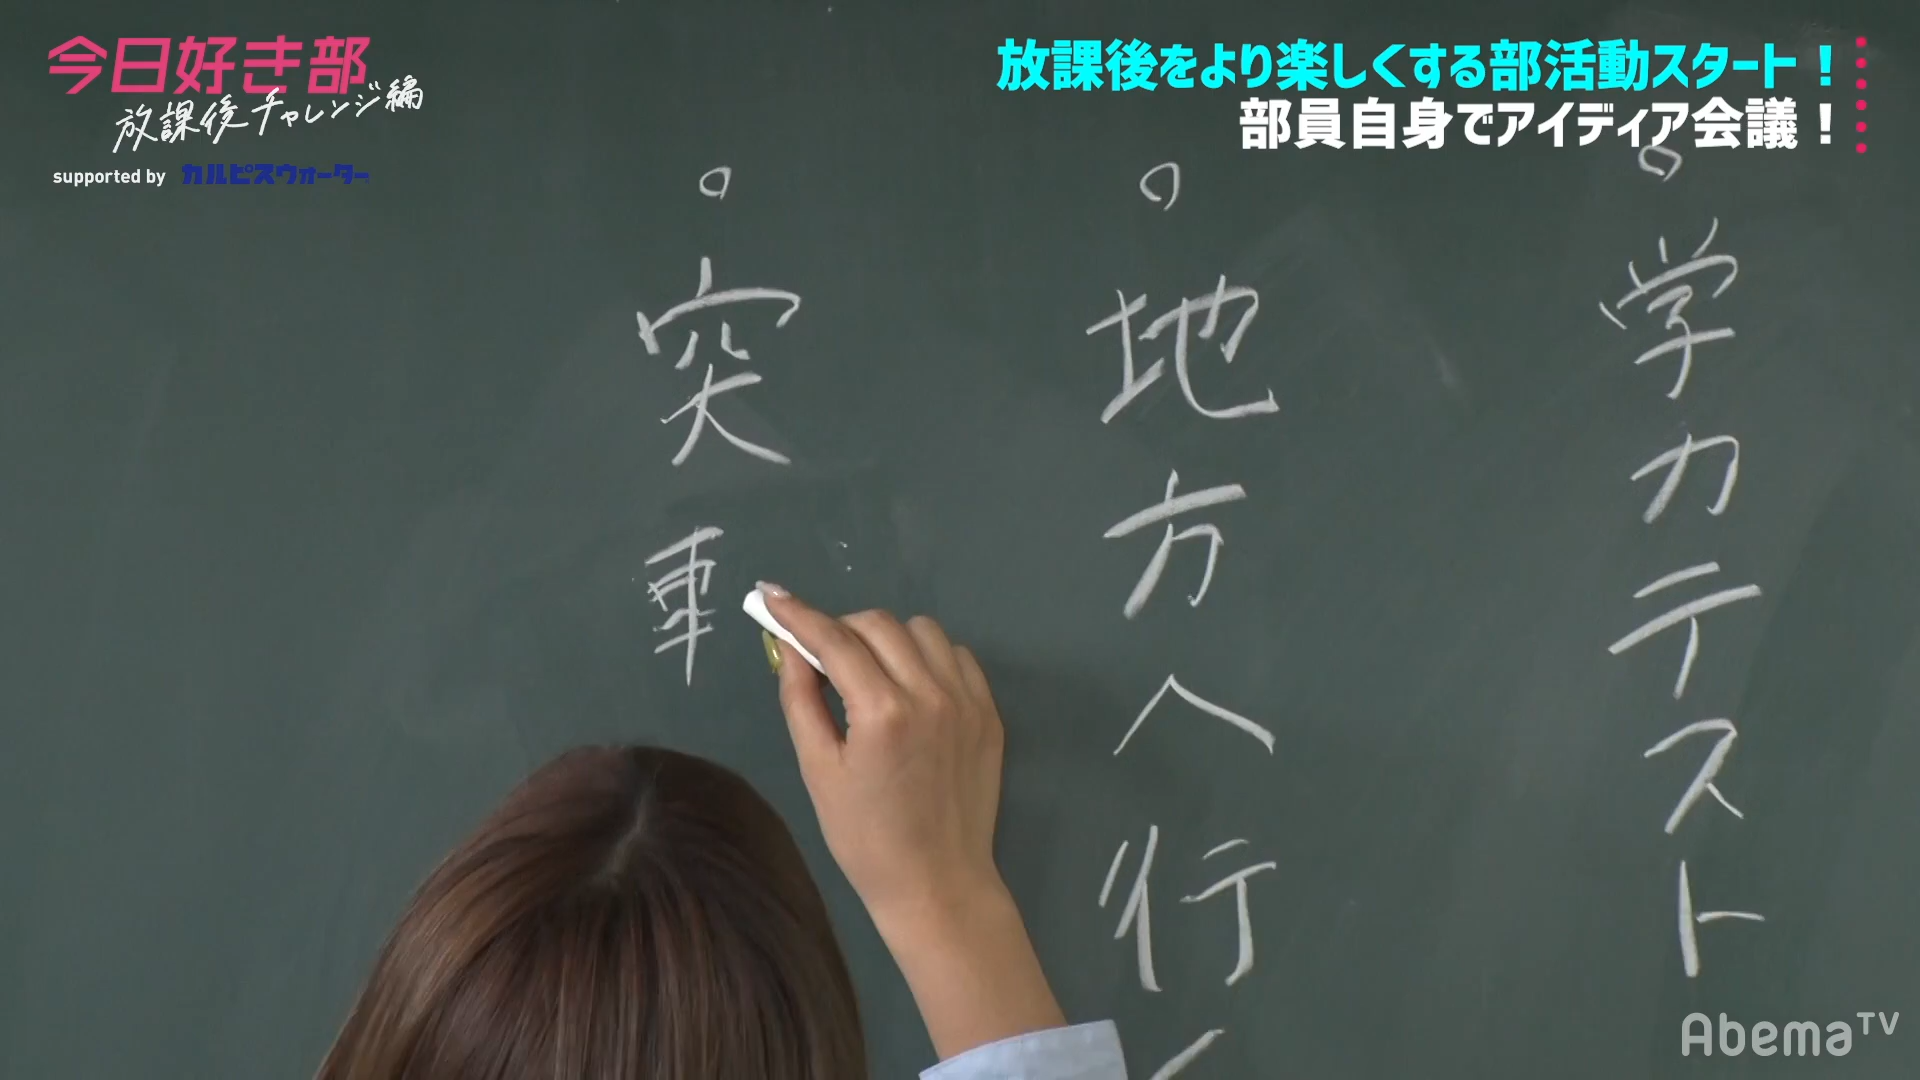 今日好き部
放課後チャレンジ編
supported by カルピスウォーター
放課後をより楽しくする部活動スタート!
部員自身でアイディア会議!
。学力テスト
。地方へ行
。突
AbemaTV